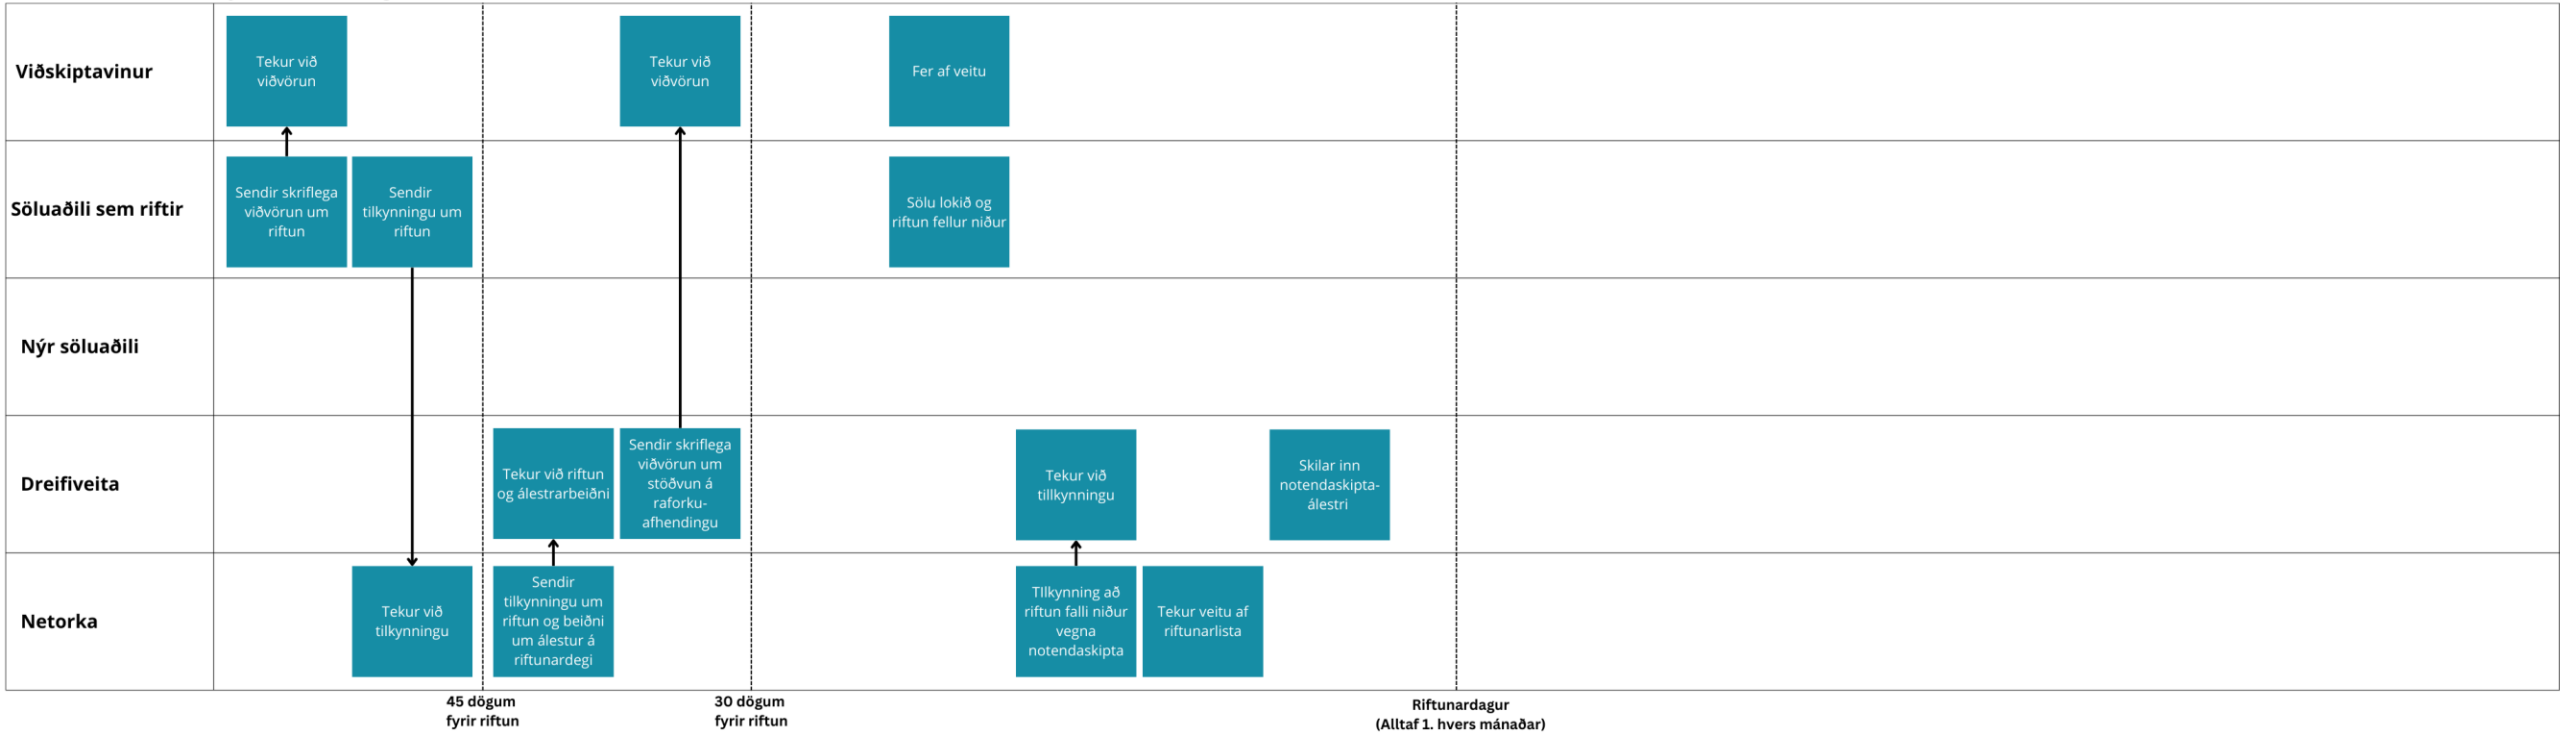 Viðskiptavinur
Tekur við
viðvörun
Tekur við
viðvörun
Fer af veitu
Söluaðili sem riftir
Sendir skriflega
viðvörun um
riftun
Sendir
tilkynningu um
riftun
Sölu lokið og
riftun fellur niður
Nýr söluaðili
Dreifiveita
Tekur við riftun
og álestrarbeiðni
Sendir skriflega
viðvörun um
stöðvun á
raforku-
afhendingu
Tekur við
tillkynningu
Skilar inn
notendaskipta-
álestri
Netorka
Tekur við
tilkynningu
Sendir
tilkynningu um
riftun og beiðni
um álestur á
riftunardegi
TIlkynning að
riftun falli niður
vegna
notendaskipta
Tekur veitu af
riftunarlista
45 dögum
fyrir riftun
30 dögum
fyrir riftun
Riftunardagur
(Alltaf 1. hvers mánaðar)